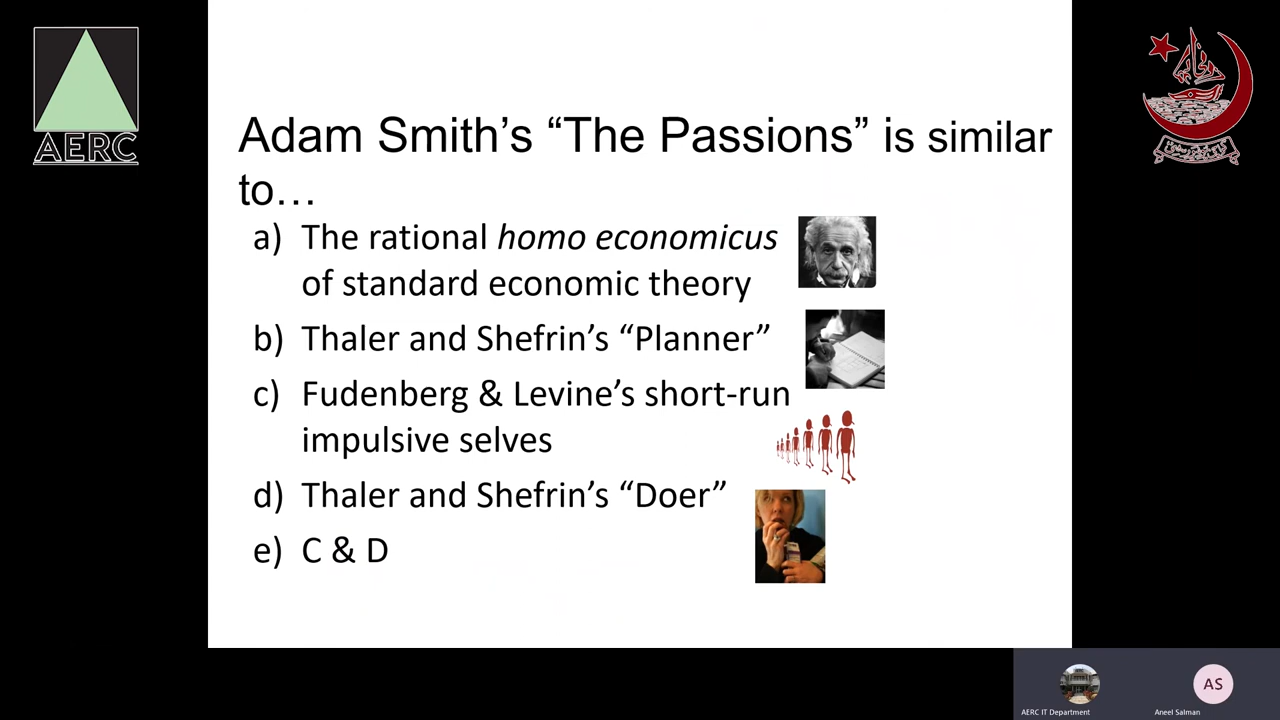 AERC
Adam Smith’s “The Passions” is similar
to…
a) The rational homo economicus
of standard economic theory
b) Thaler and Shefrin’s “Planner”
c) Fudenberg & Levine’s short-run
impulsive selves
d) Thaler and Shefrin’s “Doer”
e) C & D
AS
AERC IT Department
Aneel Salman